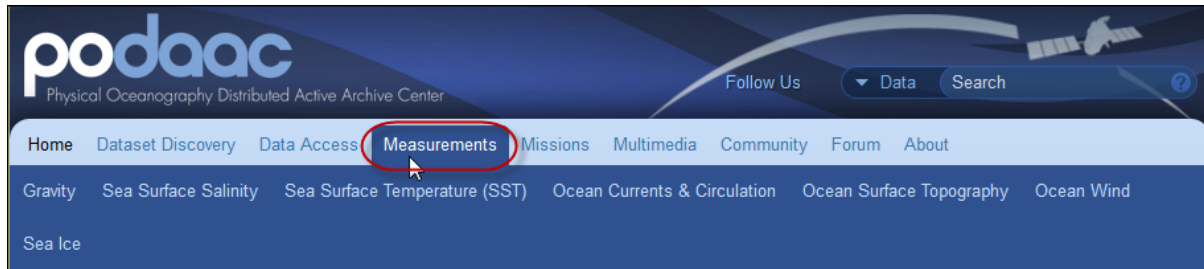 podaac
Physical Oceanography Distributed Active Archive Center
Follow Us Data Search ?
Home Dataset Discovery Data Access Measurements Missions Multimedia Community Forum About
Gravity Sea Surface Salinity Sea Surface Temperature (SST) Ocean Currents & Circulation Ocean Surface Topography Ocean Wind
Sea Ice